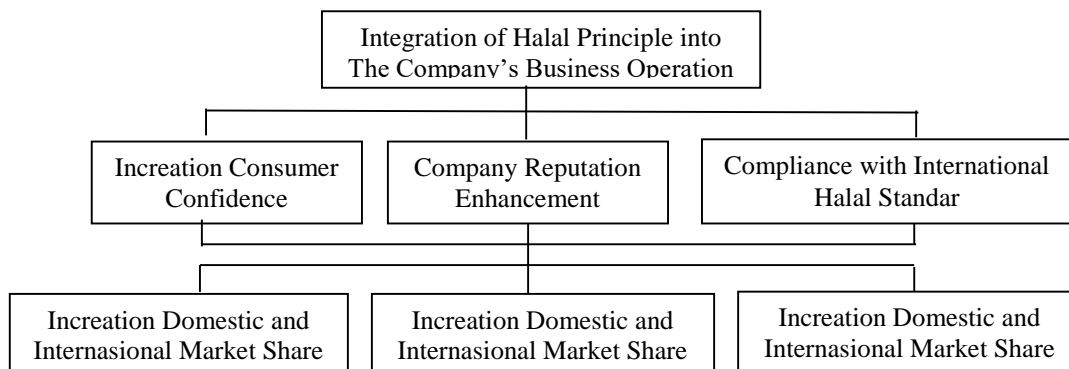 Integration of Halal Principle into
The Company's Business Operation
Increation Consumer
Confidence
Company Reputation
Enhancement
Compliance with International
Halal Standar
Increation Domestic and
Internasional Market Share
Increation Domestic and
Internasional Market Share
Increation Domestic and
Internasional Market Share